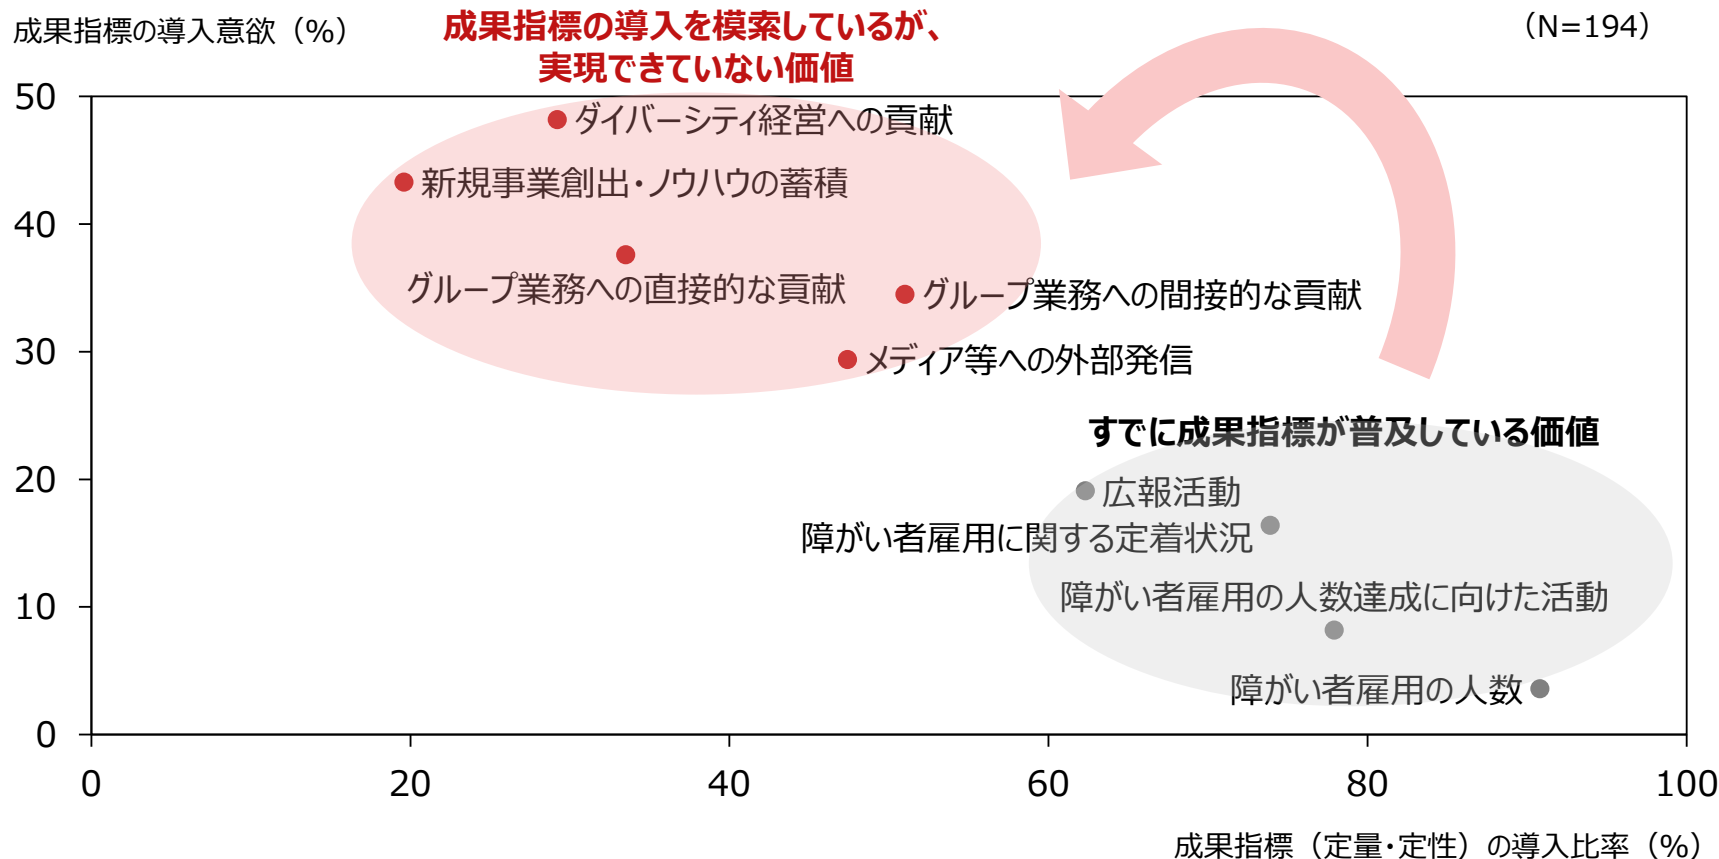 成果指標の導入意欲（%）
成果指標の導入を模索しているが、
実現できていない価値
（N=194）
50
ダイバーシティ経営への貢献
新規事業創出・ノウハウの蓄積
40
グループ業務への直接的な貢献
グループ業務への間接的な貢献
30
メディア等への外部発信
すでに成果指標が普及している価値
20
広報活動
障がい者雇用に関する定着状況
10
障がい者雇用の人数達成に向けた活動
障がい者雇用の人数
0
0 20 40 60 80 100
成果指標（定量・定性）の導入比率（%）